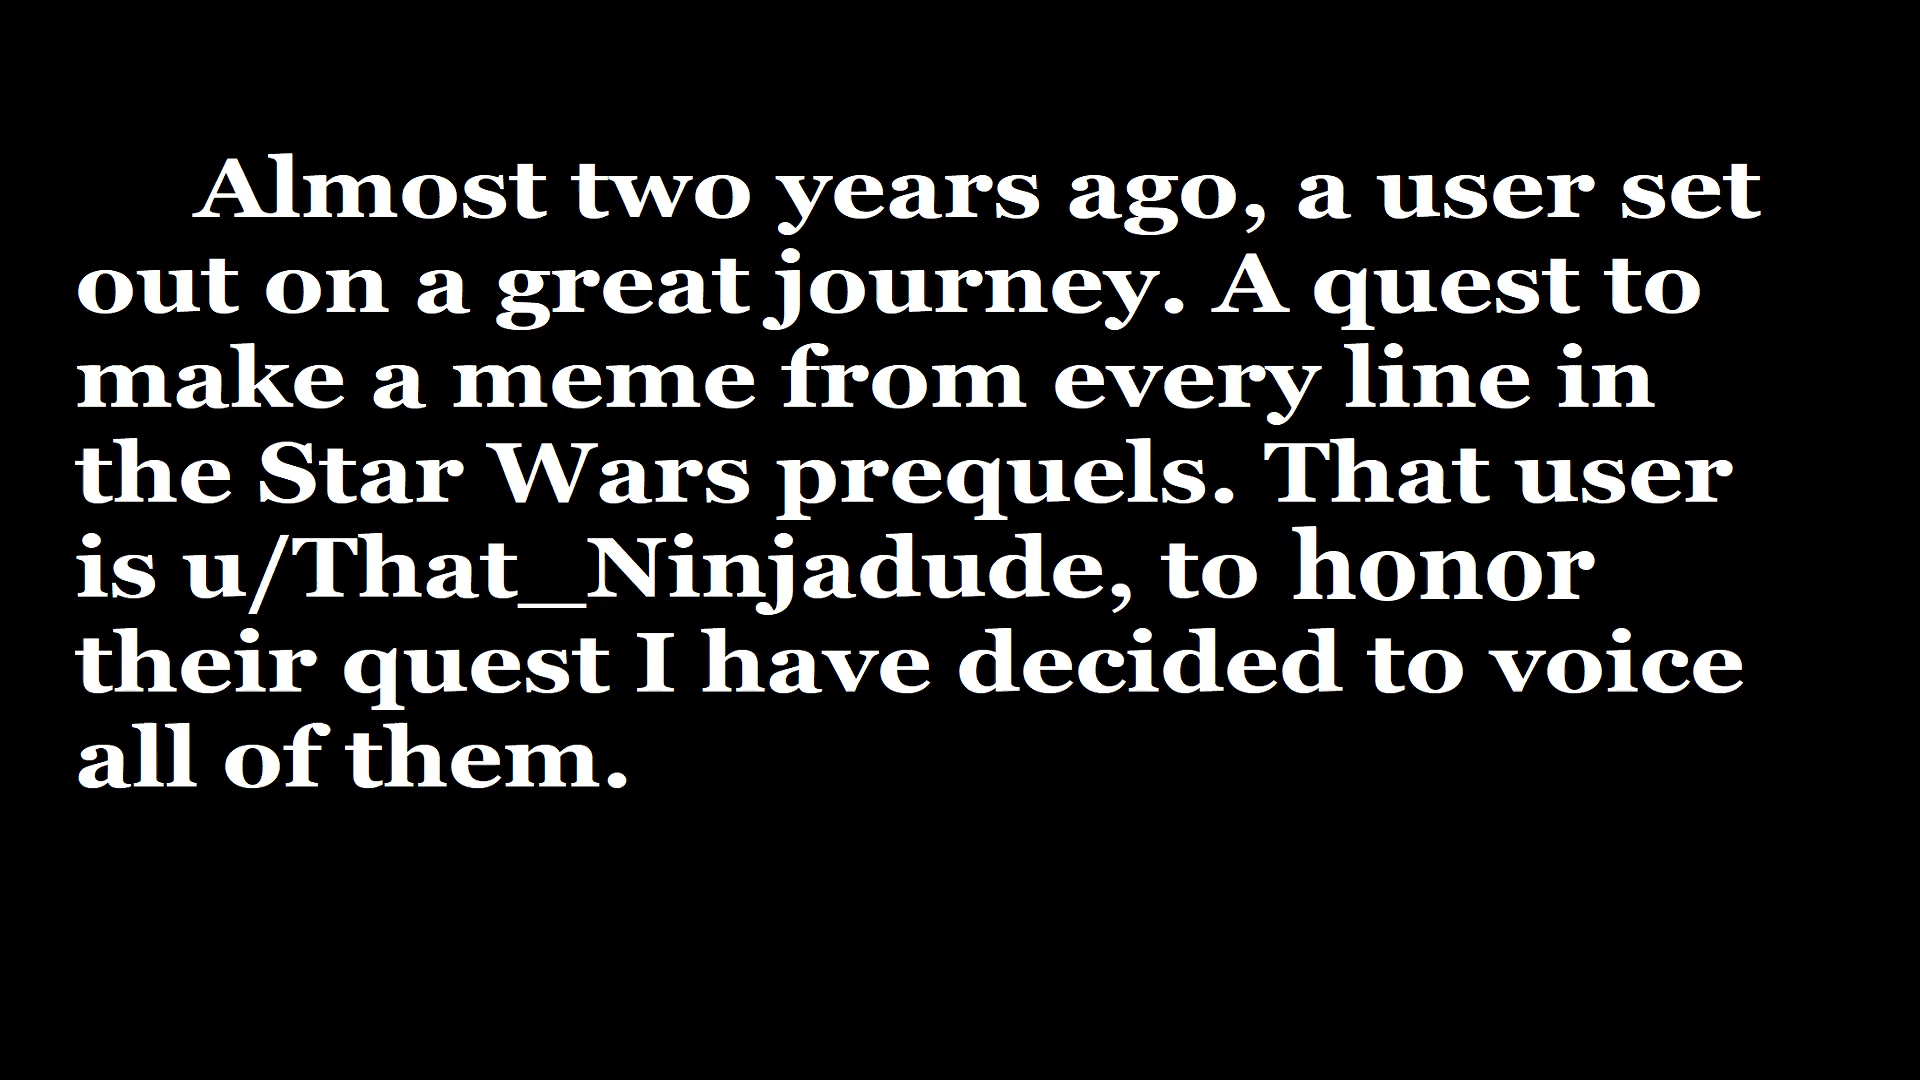 Almost two years ago, a user set
out on a great journey. A quest to
make a meme from every line in
the Star Wars prequels. That user
is u/That_Ninjadude, to honor
their quest I have decided to voice
all of them.